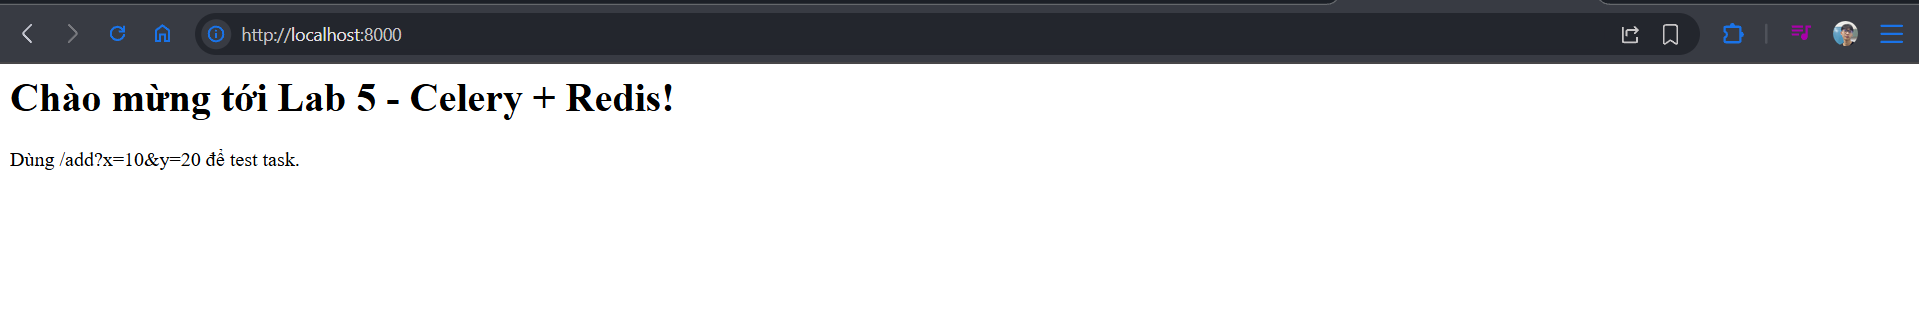 http://localhost:8000
Chào mừng tới Lab 5 - Celery + Redis!
Dùng /add?x=10&y=20 để test task.